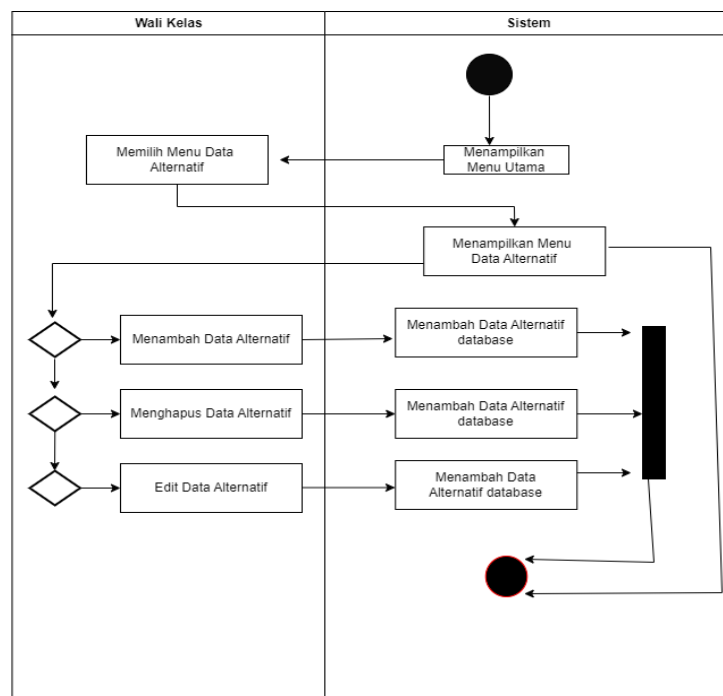 Wali Kelas
Sistem
Memilih Menu Data
Alternatif
Menampilkan
Menu Utama
Menampilkan Menu
Data Alternatif
Menambah Data Alternatif
Menambah Data Alternatif
database
Menghapus Data Alternatif
Menambah Data Alternatif
database
Edit Data Alternatif
Menambah Data
Alternatif database